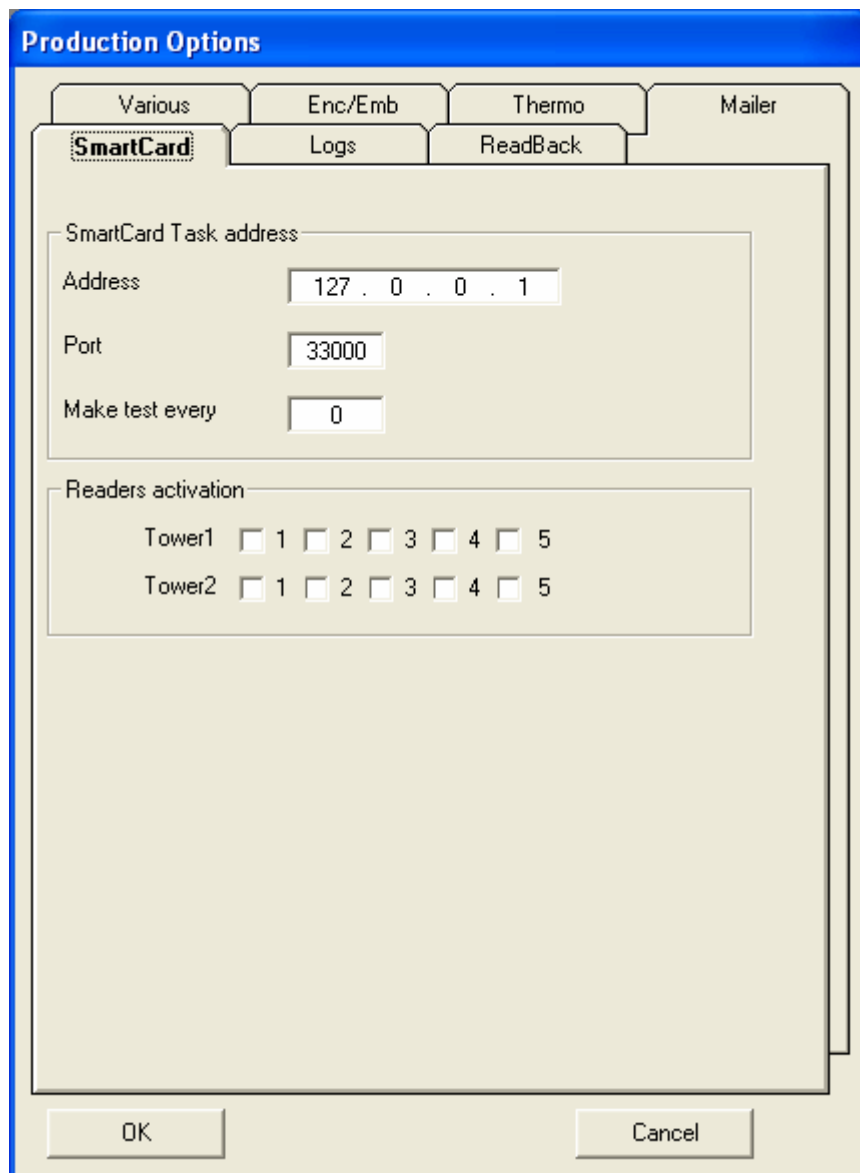 Production Options
Various Enc/Emb Thermo Mailer
SmartCard Logs ReadBack
SmartCard Task address
Address 127 . 0 . 0 . 1
Port 33000
Make test every 0
Readers activation
Tower1 1 2 3 4 5
Tower2 1 2 3 4 5
OK Cancel